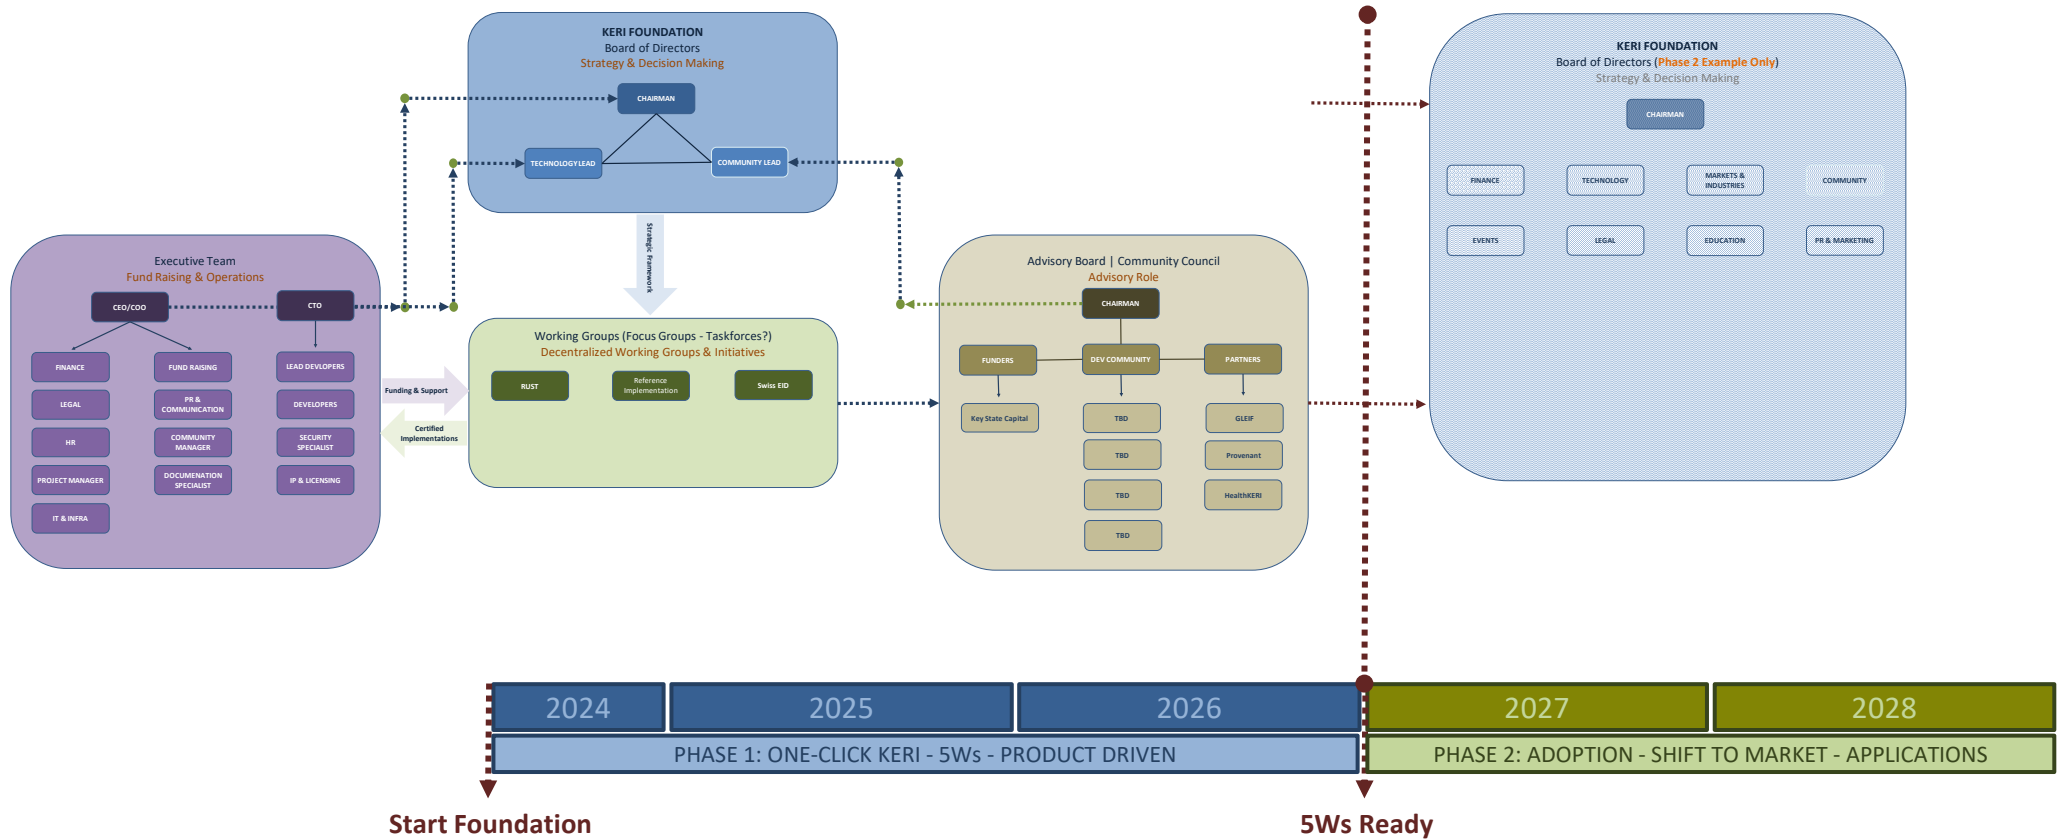 KERI FOUNDATION
Board of Directors
Strategy & Decision Making
CHAIRMAN
TECHNOLOGY LEAD
COMMUNITY LEAD
Strategic Framework
Executive Team
Fund Raising & Operations
CEO/COO
CTO
FINANCE
LEGAL
HR
PROJECT MANAGER
IT & INFRA
FUND RAISING
PR &
COMMUNICATION
COMMUNITY
MANAGER
DOCUMENATION
SPECIALIST
LEAD DEVLOPERS
DEVELOPERS
SECURITY
SPECIALIST
IP & LICENSING
Funding & Support
Certified
Implementations
Working Groups (Focus Groups - Taskforces?)
Decentralized Working Groups & Initiatives
RUST
Reference
Implementation
Swiss EID
Advisory Board | Community Council
Advisory Role
CHAIRMAN
FUNDERS
DEV COMMUNITY
PARTNERS
Key State Capital
TBD
TBD
TBD
TBD
GLEIF
Provenant
HealthKERI
KERI FOUNDATION
Board of Directors (Phase 2 Example Only)
Strategy & Decision Making
CHAIRMAN
FINANCE
TECHNOLOGY
MARKETS &
INDUSTRIES
COMMUNITY
EVENTS
LEGAL
EDUCATION
PR & MARKETING
2024
2025
2026
2027
2028
PHASE 1: ONE-CLICK KERI - 5Ws - PRODUCT DRIVEN
PHASE 2: ADOPTION - SHIFT TO MARKET - APPLICATIONS
Start Foundation
5Ws Ready